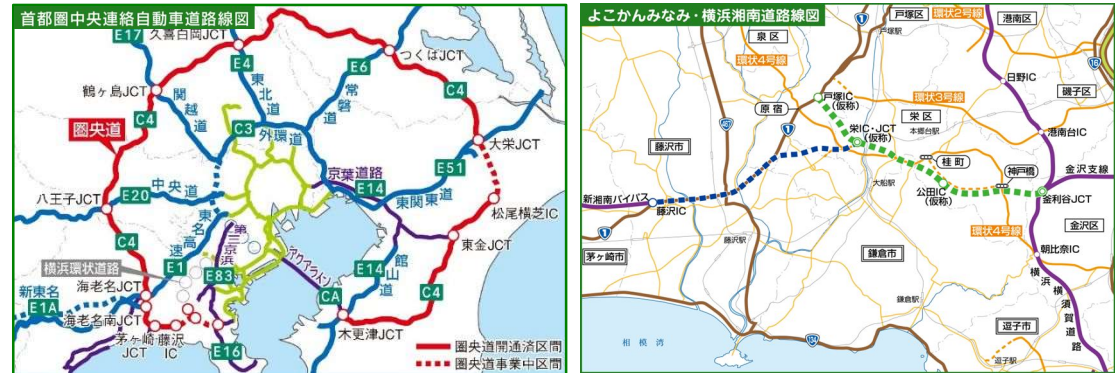 首都圏中央連絡自動車道路線図
E17
久喜白岡JCT
つくばJCT
E4
E6
東北道
常磐道
C4
鶴ヶ島JCT
関越道
C4
C3
外環道
大栄JCT
圏央道
京葉道路
E14
E51
東関東道
八王子JCT
E20
中央道
松尾横芝IC
東名高速
第三京浜
東金JCT
C4
アクアライン
E14
館山道
横浜環状道路
E1
E83
C4
新東名
海老名JCT
CA
E1A
海老名南JCT
木更津JCT
茅ヶ崎JCT
藤沢IC
E16
圏央道開通済区間
圏央道事業中区間
よこかんみなみ・横浜湘南道路線図
1
戸塚区
環状2号線
港南区
戸塚駅
泉区
16
環状4号線
日野IC
戸塚IC
(仮称)
環状3号線
磯子区
原宿
1
栄区
栄IC・JCT
(仮称)
本郷台駅
港南台IC
467
藤沢市
桂町
神戸橋
金沢支線
大船駅
公田IC
(仮称)
新湘南バイパス
藤沢IC
金利谷JCT
1
環状4号線
金沢区
藤沢駅
鎌倉市
朝比奈IC
茅ヶ崎市
横浜横須賀道路
鎌倉駅
逗子市
相模湾
134
逗子駅